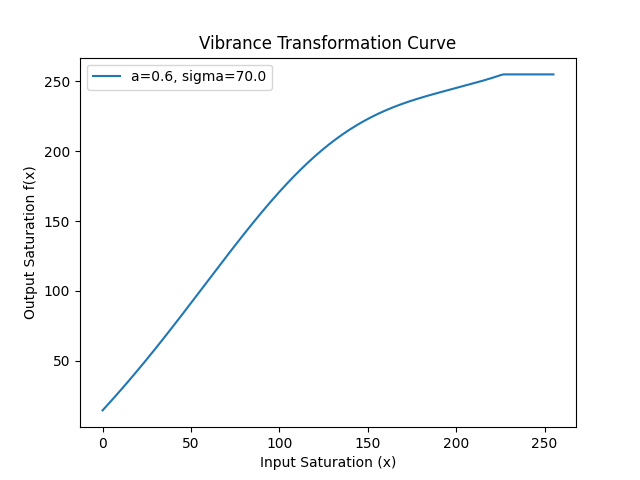 Vibrance Transformation Curve
a=0.6, sigma=70.0
Output Saturation f(x)
250
200
150
100
50
0 50 100 150 200 250
Input Saturation (x)